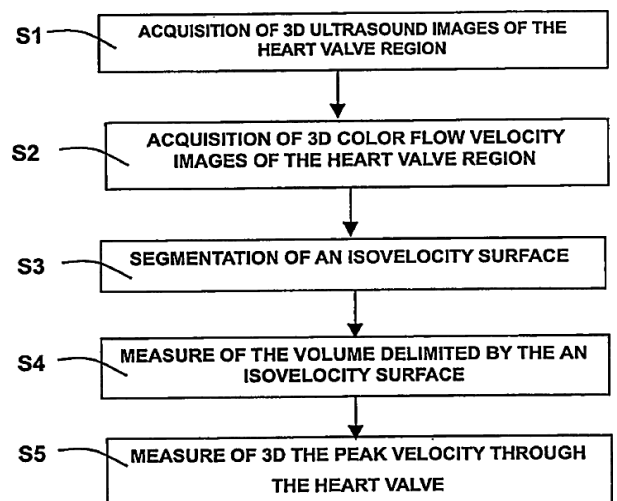 S1
ACQUISITION OF 3D ULTRASOUND IMAGES OF THE
HEART VALVE REGION
S2
ACQUISITION OF 3D COLOR FLOW VELOCITY
IMAGES OF THE HEART VALVE REGION
S3
SEGMENTATION OF AN ISOVELOCITY SURFACE
S4
MEASURE OF THE VOLUME DELIMITED BY THE AN
ISOVELOCITY SURFACE
S5
MEASURE OF 3D THE PEAK VELOCITY THROUGH
THE HEART VALVE